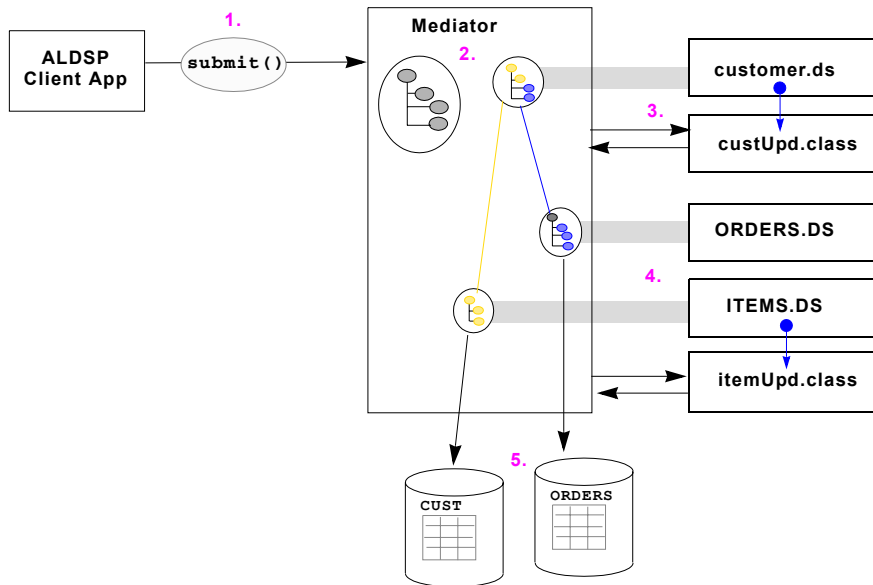 1.
Mediator
ALDSP
Client App
submit()
2.
customer.ds
3.
custUpd.class
ORDERS.DS
4.
ITEMS.DS
itemUpd.class
5.
CUST
ORDERS